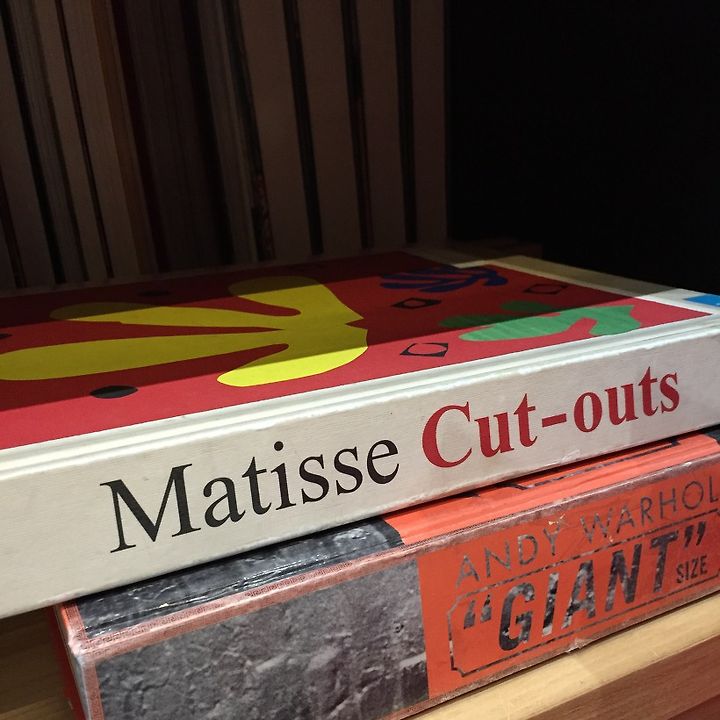 Matisse Cut-outs
ANDY WARHOL
"GIANT" SIZE